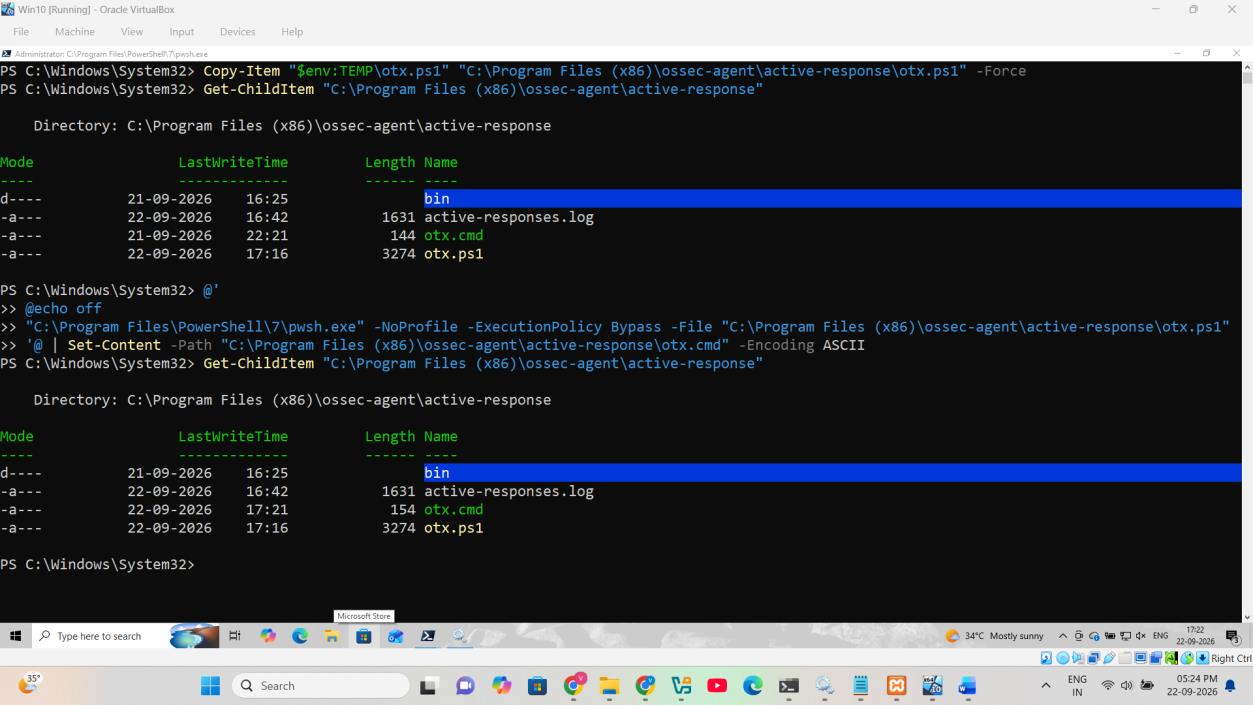 Win10 [Running] - Oracle VirtualBox
File Machine View Input Devices Help
Administrator: C:\Program Files\PowerShell\7\pwsh.exe
PS C:\Windows\System32> Copy-Item "$env:TEMP\otx.ps1" "C:\Program Files (x86)\ossec-agent\active-response\otx.ps1" -Force
PS C:\Windows\System32> Get-ChildItem "C:\Program Files (x86)\ossec-agent\active-response"
Directory: C:\Program Files (x86)\ossec-agent\active-response
Mode LastWriteTime Length Name
---- ------------- ------ ----
d---- 21-09-2026 16:25 bin
-a--- 22-09-2026 16:42 1631 active-responses.log
-a--- 21-09-2026 22:21 144 otx.cmd
-a--- 22-09-2026 17:16 3274 otx.ps1
PS C:\Windows\System32> @'
>> @echo off
>> "C:\Program Files\PowerShell\7\pwsh.exe" -NoProfile -ExecutionPolicy Bypass -File "C:\Program Files (x86)\ossec-agent\active-response\otx.ps1"
>> '@ | Set-Content -Path "C:\Program Files (x86)\ossec-agent\active-response\otx.cmd" -Encoding ASCII
PS C:\Windows\System32> Get-ChildItem "C:\Program Files (x86)\ossec-agent\active-response"
Directory: C:\Program Files (x86)\ossec-agent\active-response
Mode LastWriteTime Length Name
---- ------------- ------ ----
d---- 21-09-2026 16:25 bin
-a--- 22-09-2026 16:42 1631 active-responses.log
-a--- 22-09-2026 17:21 154 otx.cmd
-a--- 22-09-2026 17:16 3274 otx.ps1
PS C:\Windows\System32>
Microsoft Store
Type here to search
34°C Mostly sunny
ENG
17:22
22-09-2026
3
Right Ctrl
35°
Search
ENG
IN
05:24 PM
22-09-2026